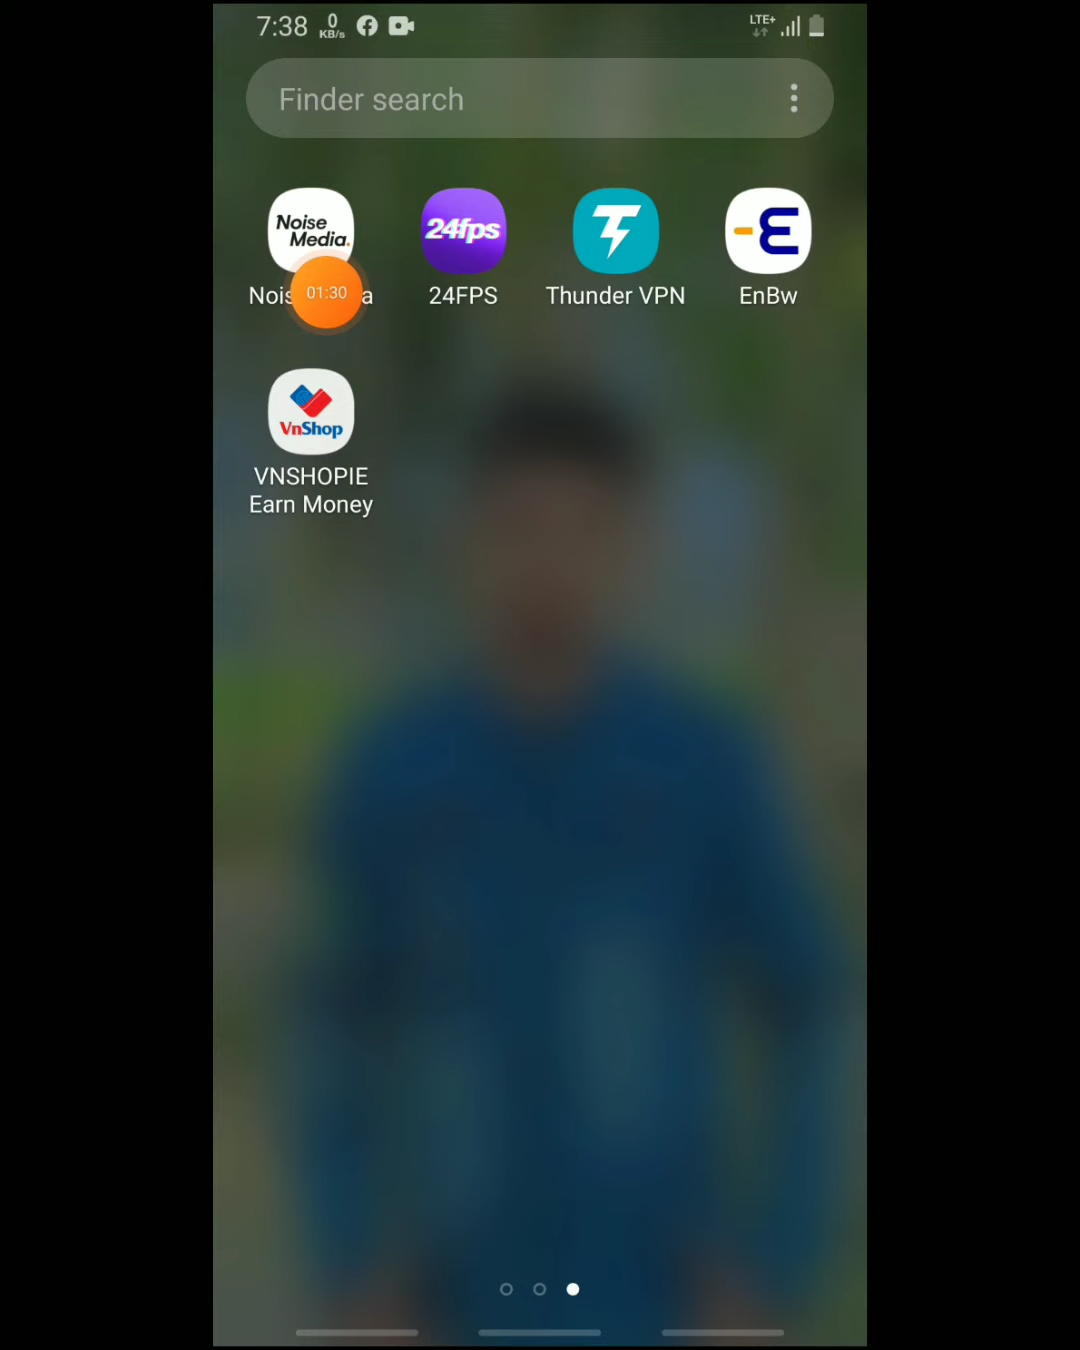 7:38
0
KB/s
LTE+
Finder search
Noise
Media.
24fps
01:30
24FPS
Thunder VPN
EnBw
VnShop
VNSHOPIE
Earn Money